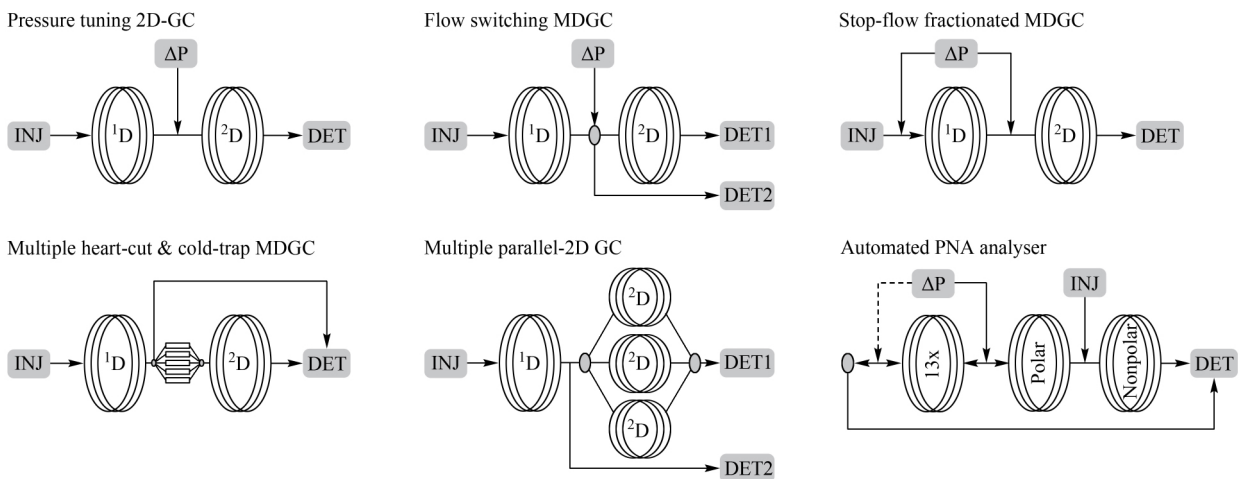 Pressure tuning 2D-GC
ΔP
INJ
¹D
²D
DET
Flow switching MDGC
ΔP
INJ
¹D
²D
DET1
DET2
Stop-flow fractionated MDGC
ΔP
INJ
¹D
²D
DET
Multiple heart-cut & cold-trap MDGC
INJ
¹D
²D
DET
Multiple parallel-2D GC
²D
INJ
¹D
²D
DET1
²D
DET2
Automated PNA analyser
ΔP
INJ
13x
Polar
Nonpolar
DET